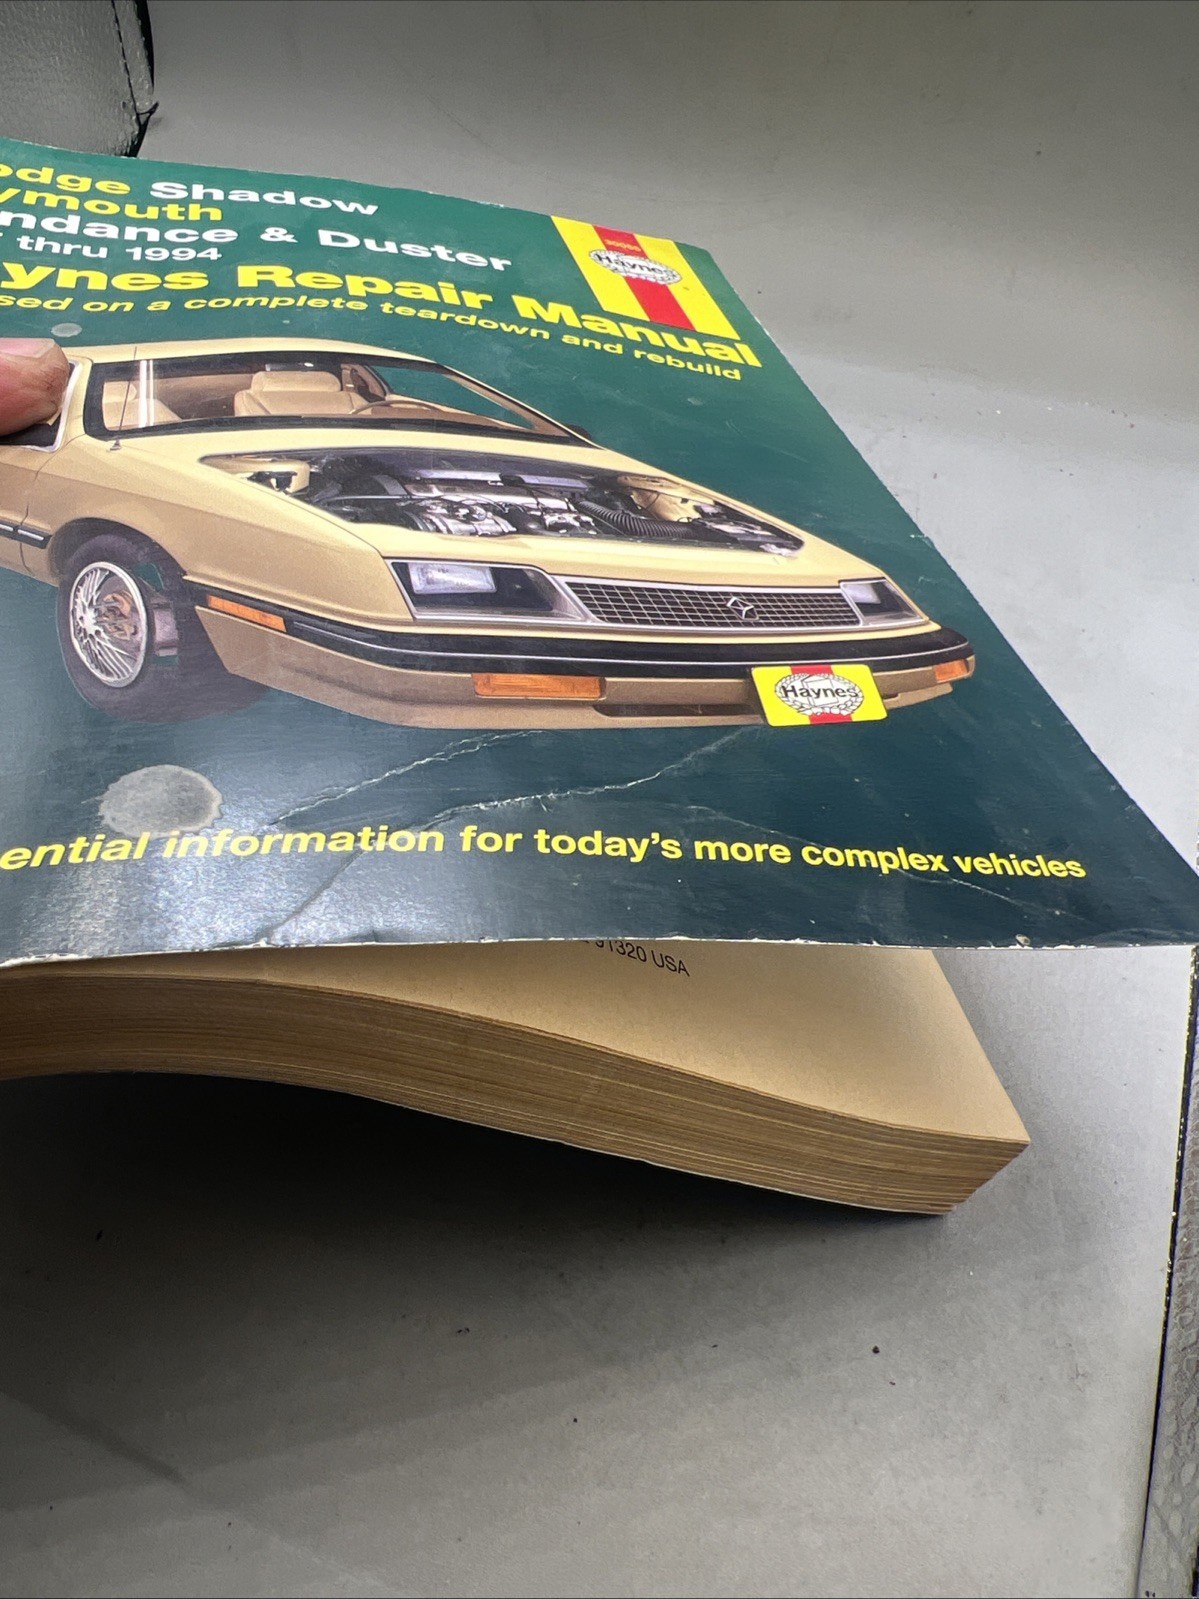 odge Shadow
ymouth
ndance & Duster
thru 1994
ynes Repair Manual
sed on a complete teardown and rebuild
Haynes
Haynes
ential information for today's more complex vehicles
91320 USA